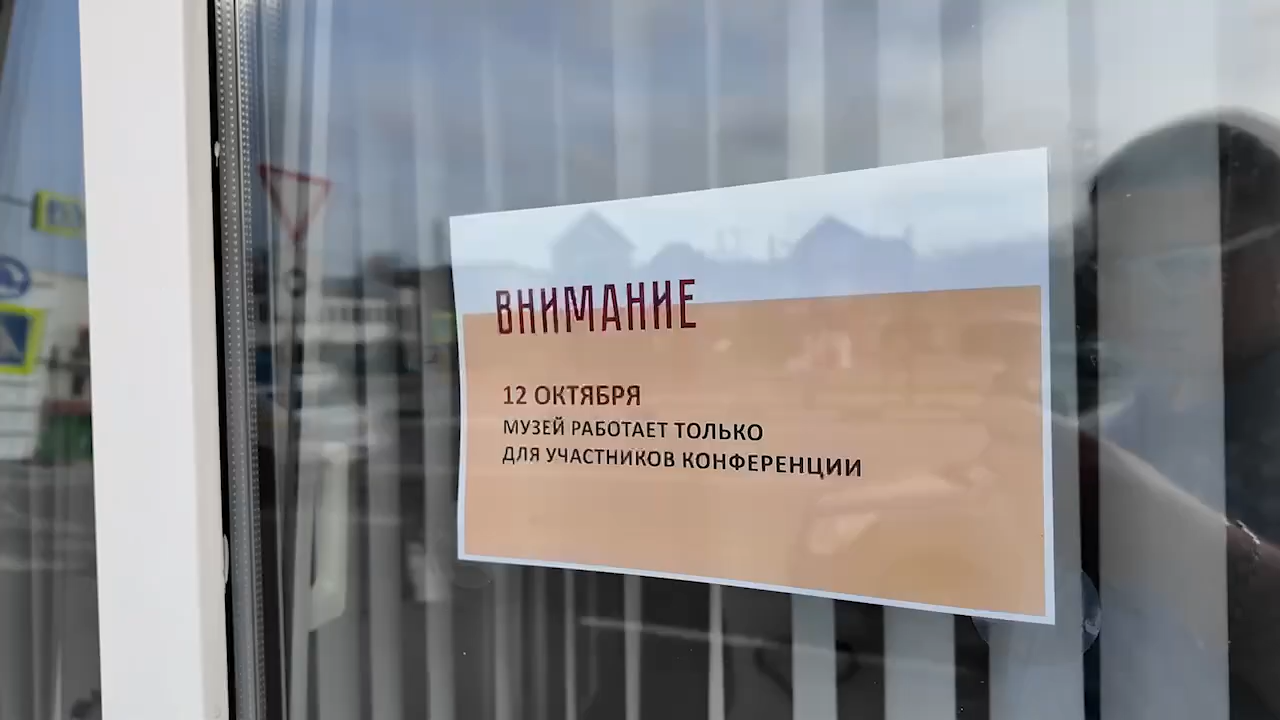 ВНИМАНИЕ
12 ОКТЯБРЯ
МУЗЕЙ РАБОТАЕТ ТОЛЬКО
ДЛЯ УЧАСТНИКОВ КОНФЕРЕНЦИИ